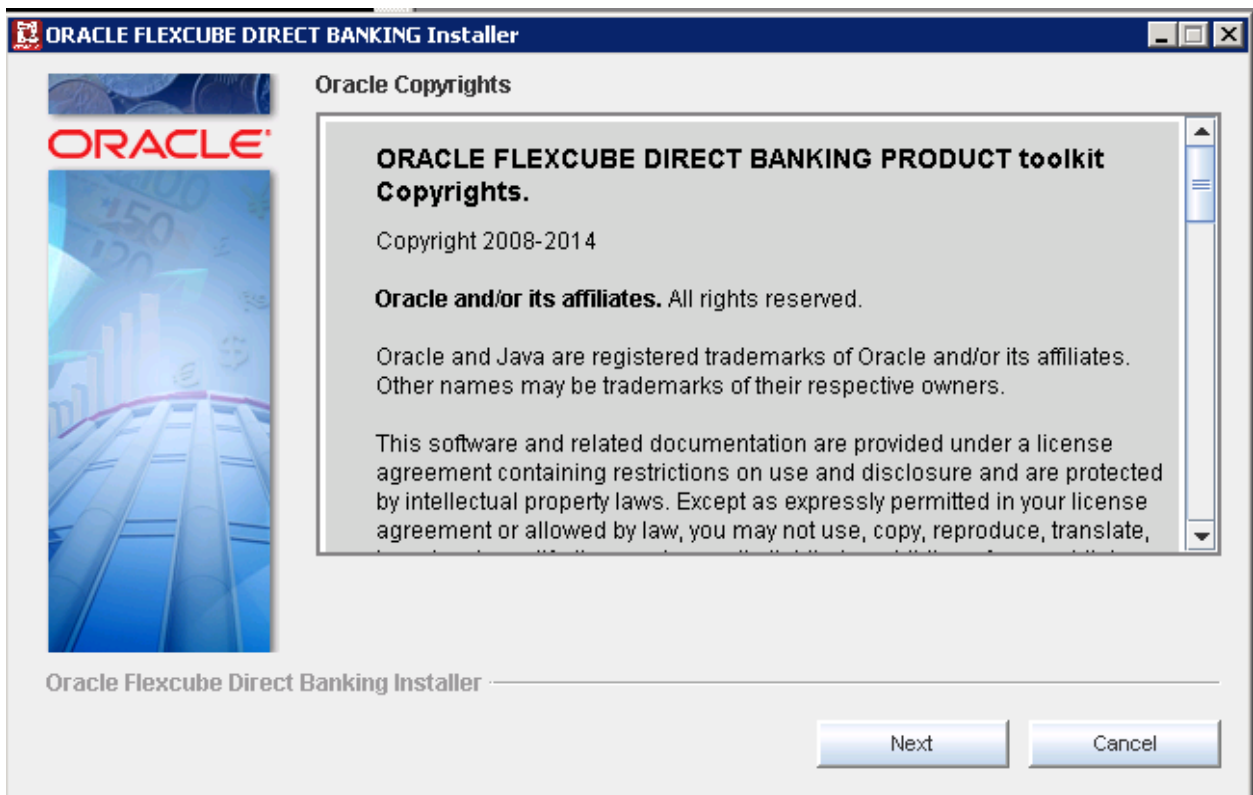 ORACLE FLEXCUBE DIRECT BANKING Installer
Oracle Copyrights
ORACLE
ORACLE FLEXCUBE DIRECT BANKING PRODUCT toolkit
Copyrights.
Copyright 2008-2014
Oracle and/or its affiliates. All rights reserved.
Oracle and Java are registered trademarks of Oracle and/or its affiliates.
Other names may be trademarks of their respective owners.
This software and related documentation are provided under a license
agreement containing restrictions on use and disclosure and are protected
by intellectual property laws. Except as expressly permitted in your license
agreement or allowed by law, you may not use, copy, reproduce, translate,
Oracle Flexcube Direct Banking Installer
Next
Cancel